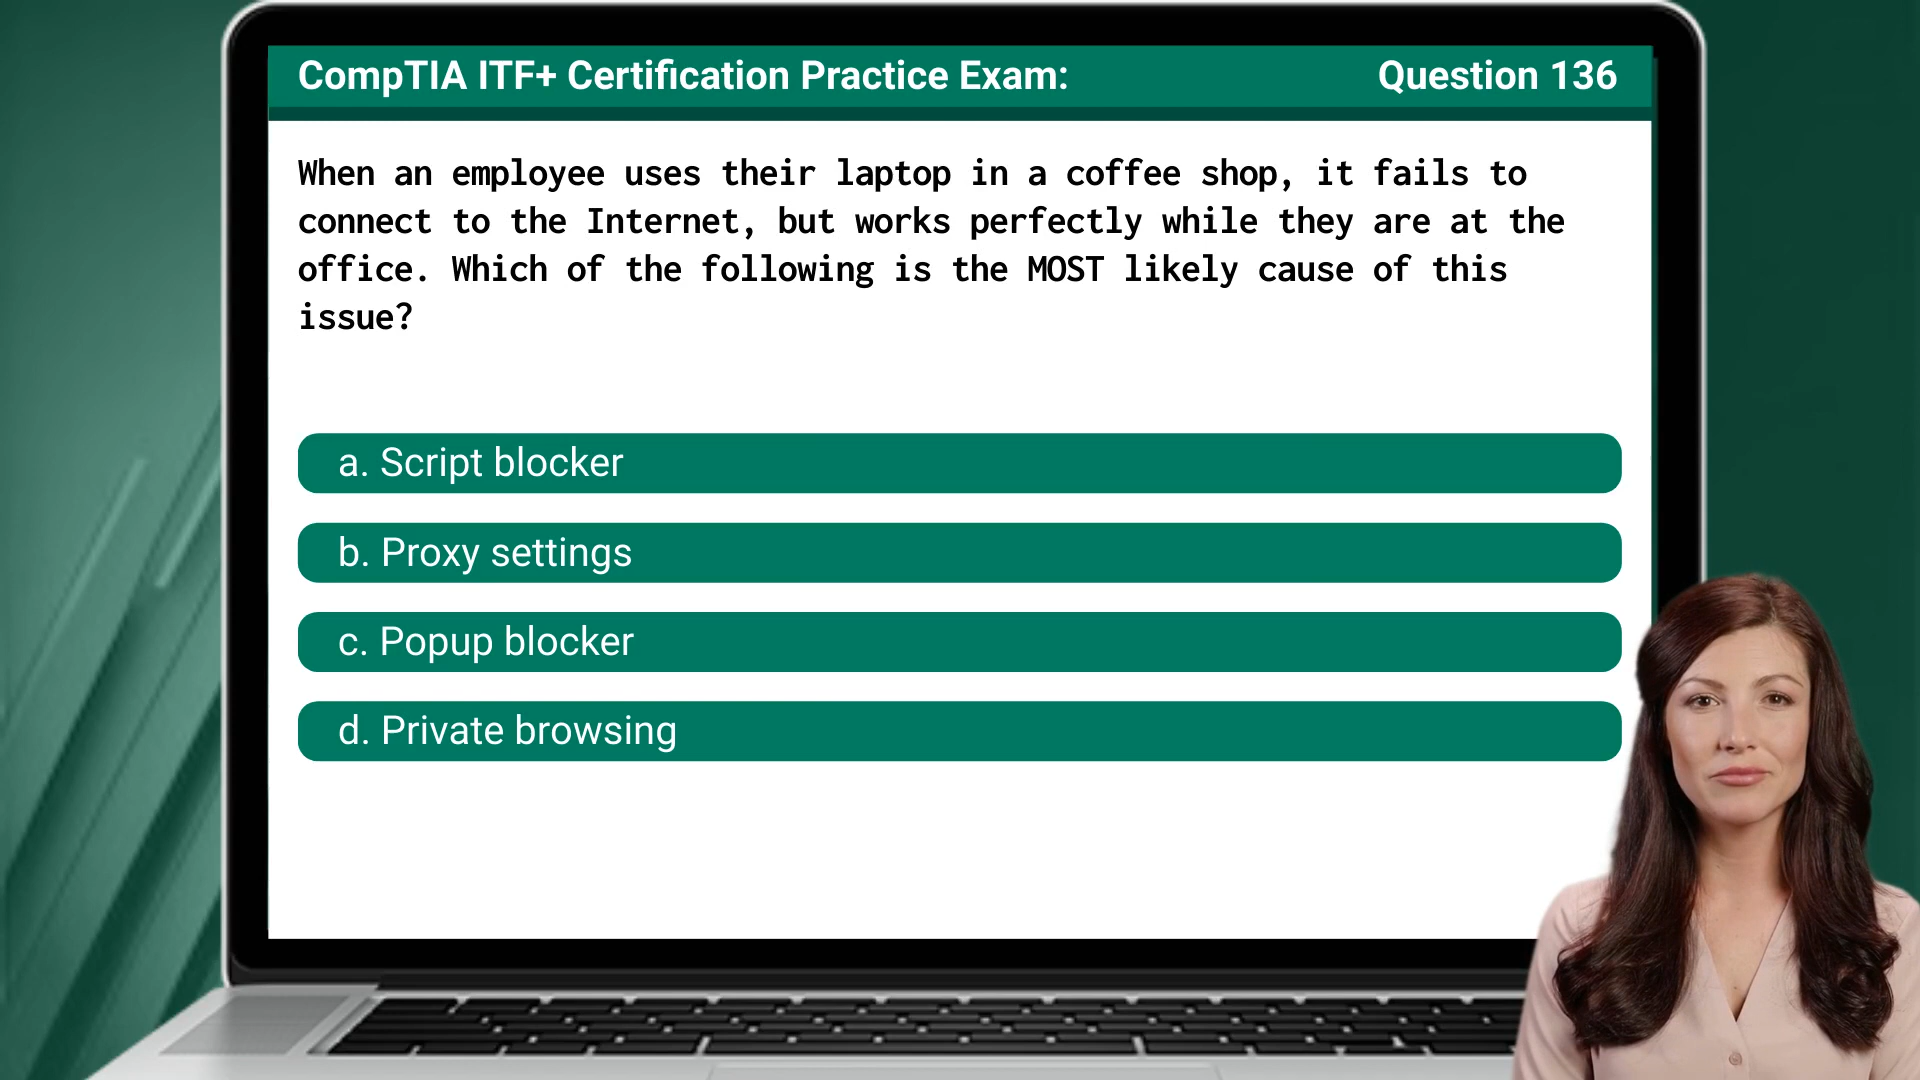 CompTIA ITF+ Certification Practice Exam: Question 136
When an employee uses their laptop in a coffee shop, it fails to
connect to the Internet, but works perfectly while they are at the
office. Which of the following is the MOST likely cause of this
issue?
a. Script blocker
b. Proxy settings
c. Popup blocker
d. Private browsing